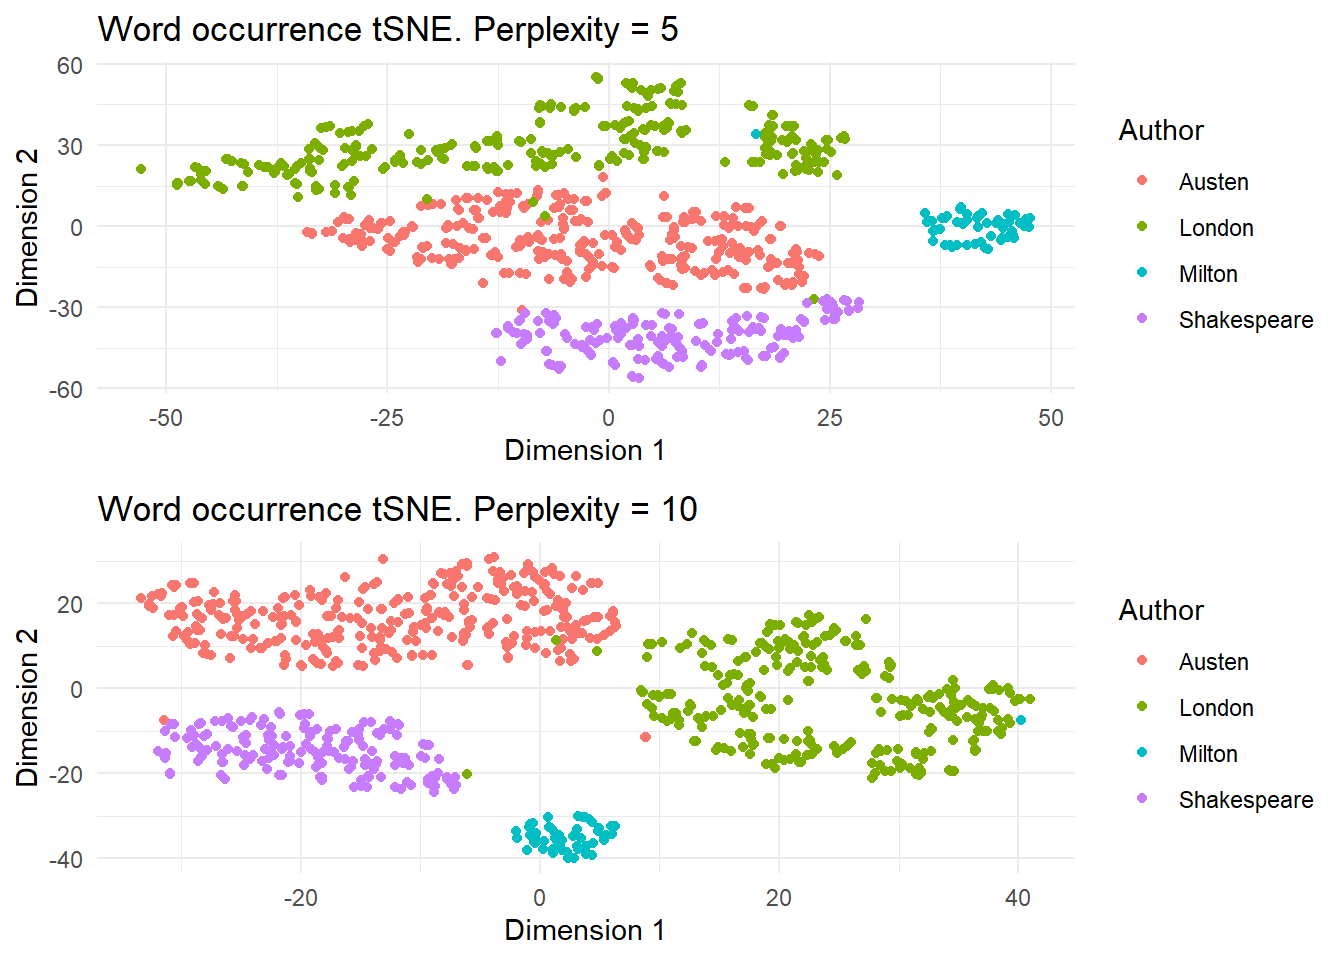 Word occurrence tSNE. Perplexity = 5
60
30
0
-30
-60
Dimension 2
-50 -25 0 25 50
Dimension 1
Author
Austen
London
Milton
Shakespeare
Word occurrence tSNE. Perplexity = 10
20
0
-20
-40
Dimension 2
-20 0 20 40
Dimension 1
Author
Austen
London
Milton
Shakespeare